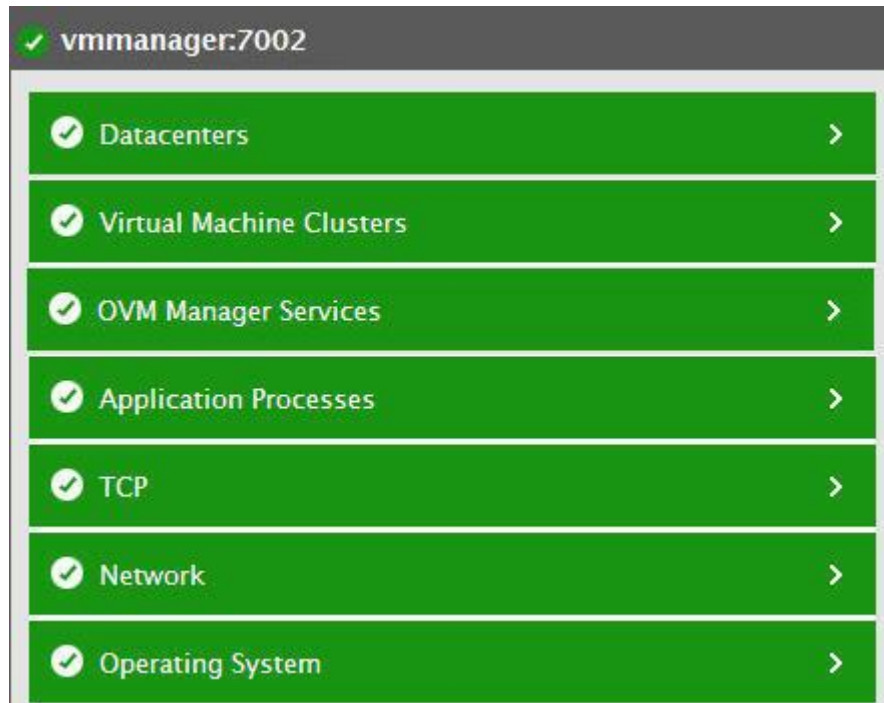 vmmanager:7002
Datacenters
Virtual Machine Clusters
OVM Manager Services
Application Processes
TCP
Network
Operating System